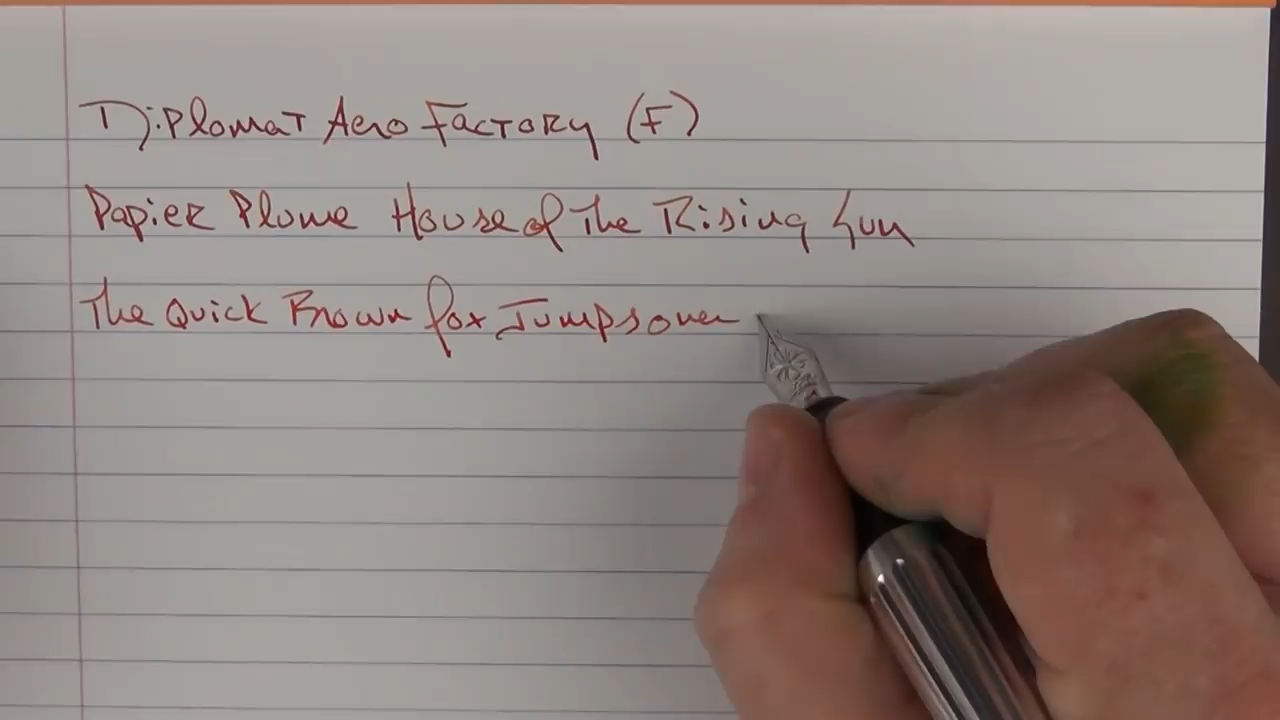 Diplomat Aero Factory (F)
Papier Plume House of The Rising Sun
The Quick Brown fox Jumps over